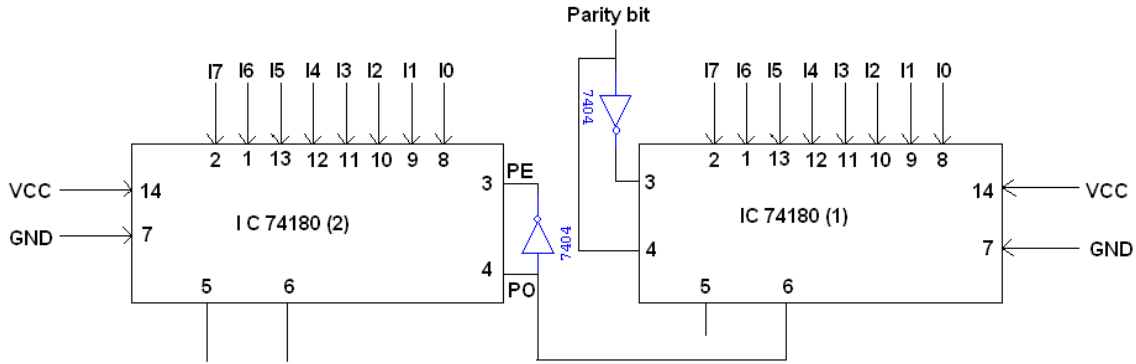 Parity bit
I7 I6 I5 I4 I3 I2 I1 I0
I7 I6 I5 I4 I3 I2 I1 I0
7404
2 1 13 12 11 10 9 8
2 1 13 12 11 10 9 8
VCC 14
3 PE
3
14 VCC
GND 7
I C 74180 (2)
IC 74180 (1)
7404
4
7 GND
4 PO
5 6
5 6